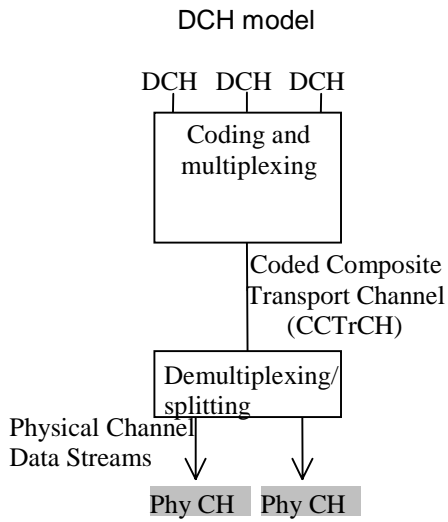 DCH model
DCH DCH DCH
Coding and
multiplexing
Coded Composite
Transport Channel
(CCTrCH)
Demultiplexing/
splitting
Physical Channel
Data Streams
Phy CH Phy CH